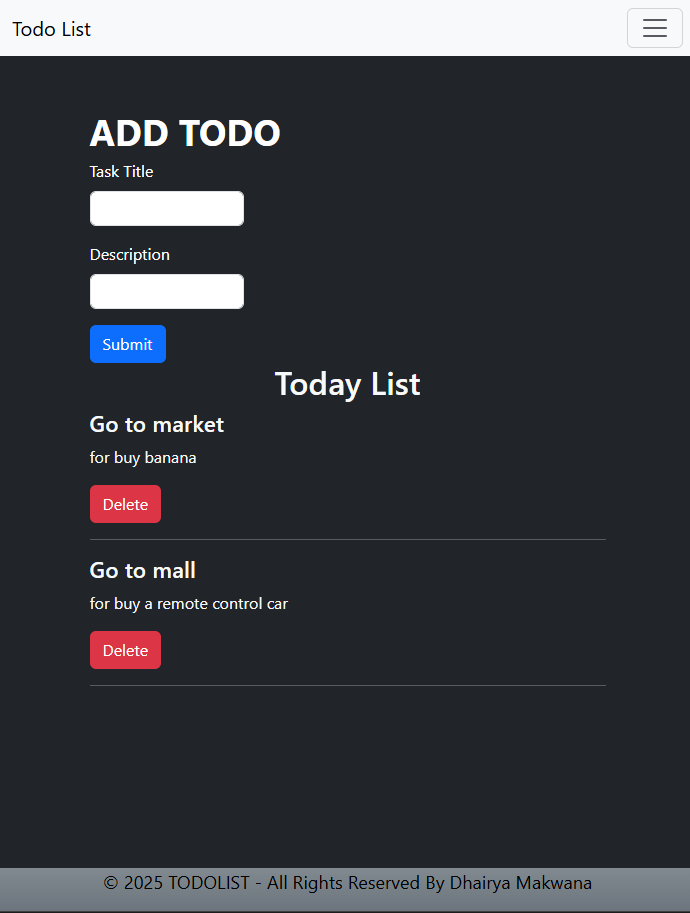 Todo List
ADD TODO
Task Title
Description
Submit
Today List
Go to market
for buy banana
Delete
Go to mall
for buy a remote control car
Delete
© 2025 TODOLIST - All Rights Reserved By Dhairya Makwana